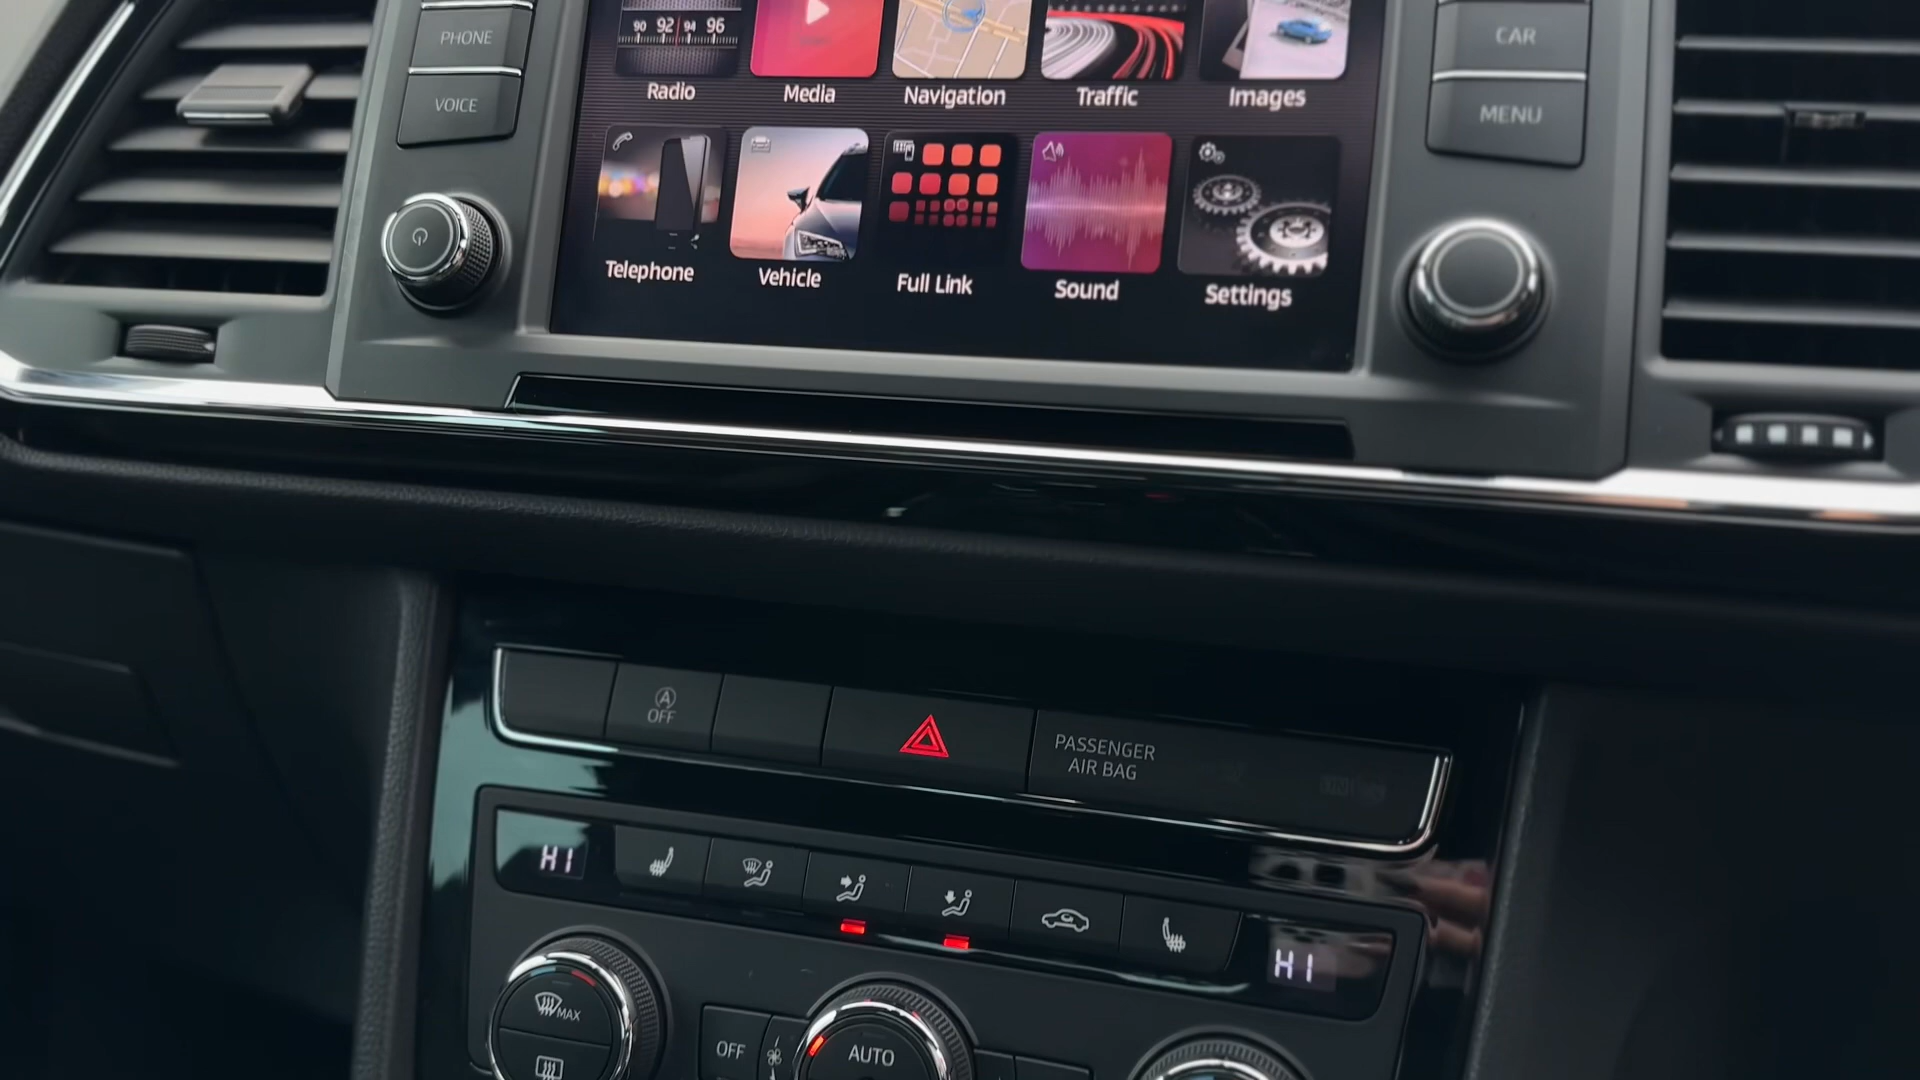 PHONE
VOICE
90 92 94 96
Radio
Media
Navigation
Traffic
Images
CAR
MENU
Telephone
Vehicle
Full Link
Sound
Settings
A
OFF
PASSENGER
AIR BAG
HI
HI
MAX
OFF
AUTO